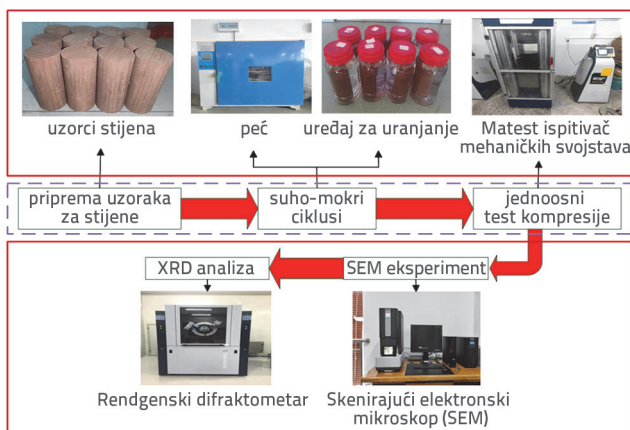 uzorci stijena
peć
uređaj za uranjanje
Matest ispitivač
mehaničkih svojstava
priprema uzoraka
za stijene
suho-mokri
ciklusi
jednoosni
test kompresije
XRD analiza
SEM eksperiment
Rendgenski difraktometar
Skenirajući elektronski
mikroskop (SEM)